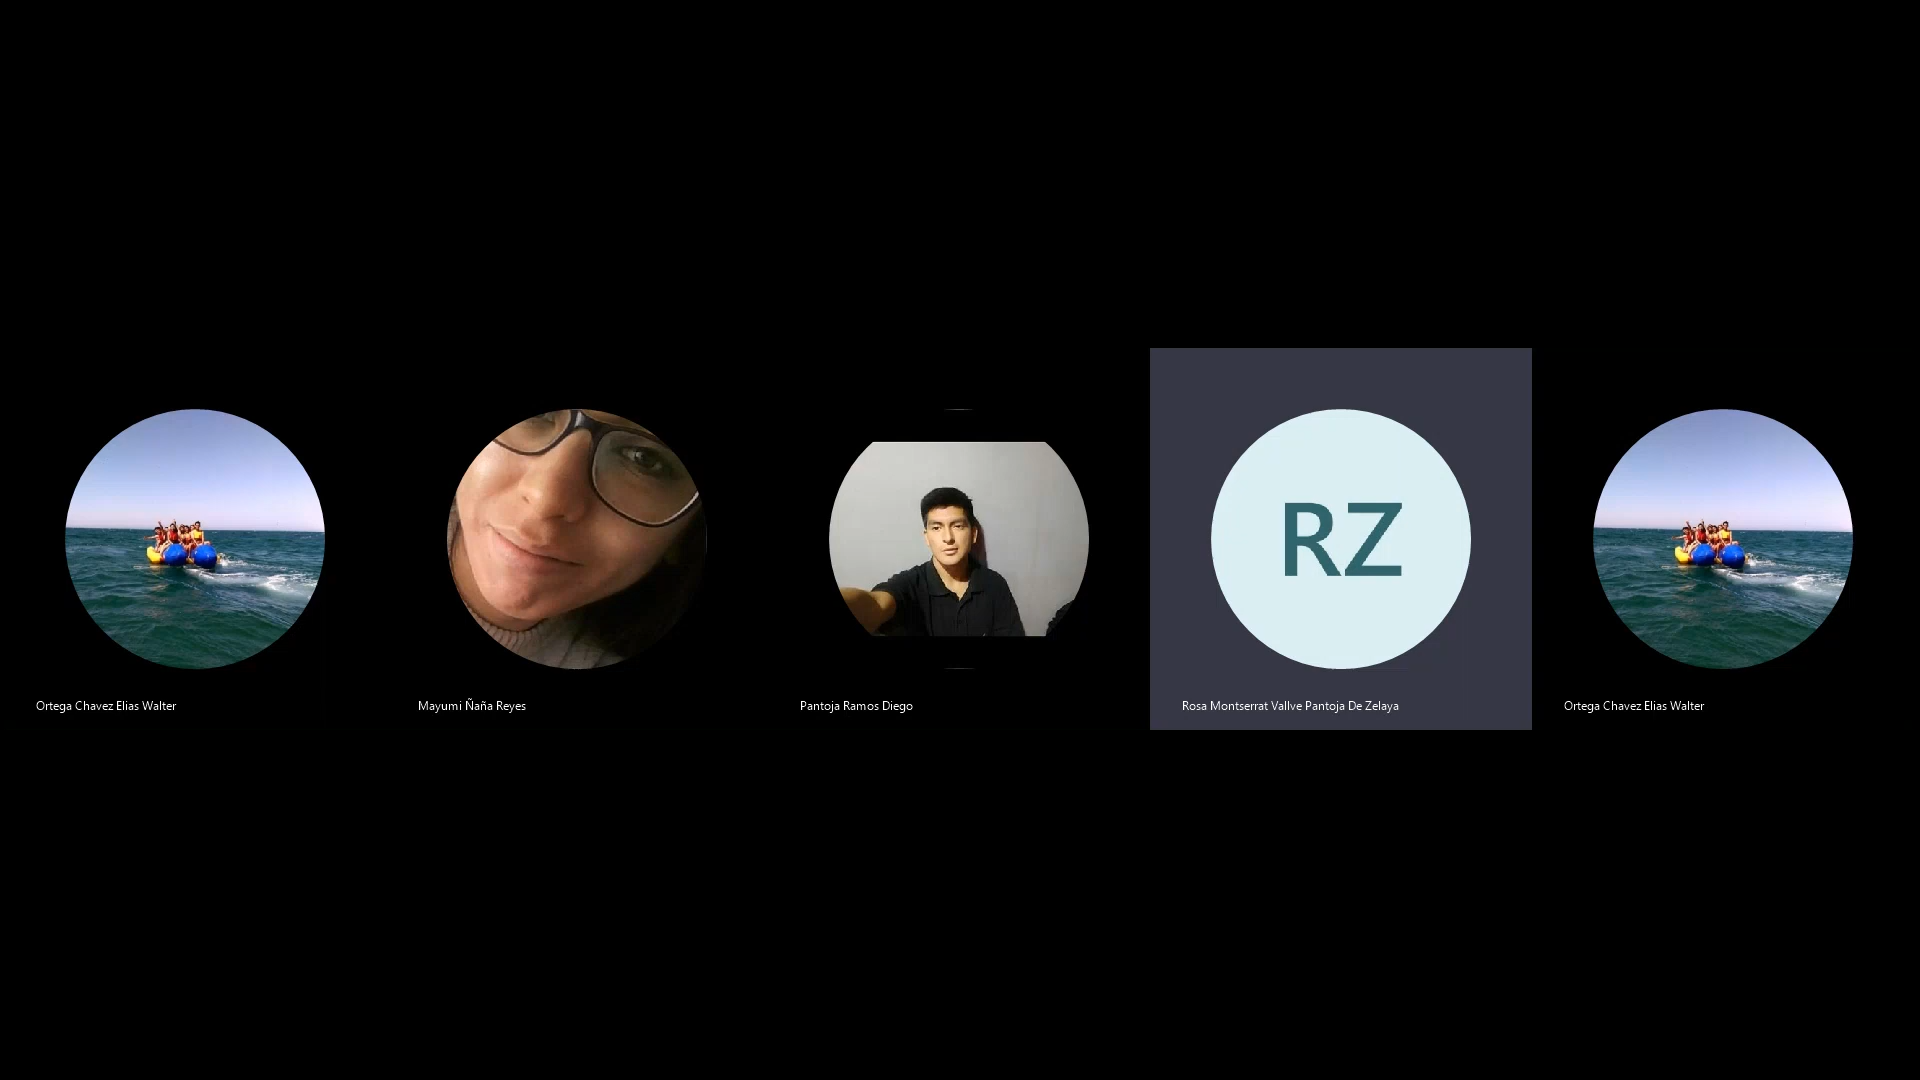 RZ
Ortega Chavez Elias Walter
Mayumi Ñaña Reyes
Pantoja Ramos Diego
Rosa Montserrat Vallve Pantoja De Zelaya
Ortega Chavez Elias Walter